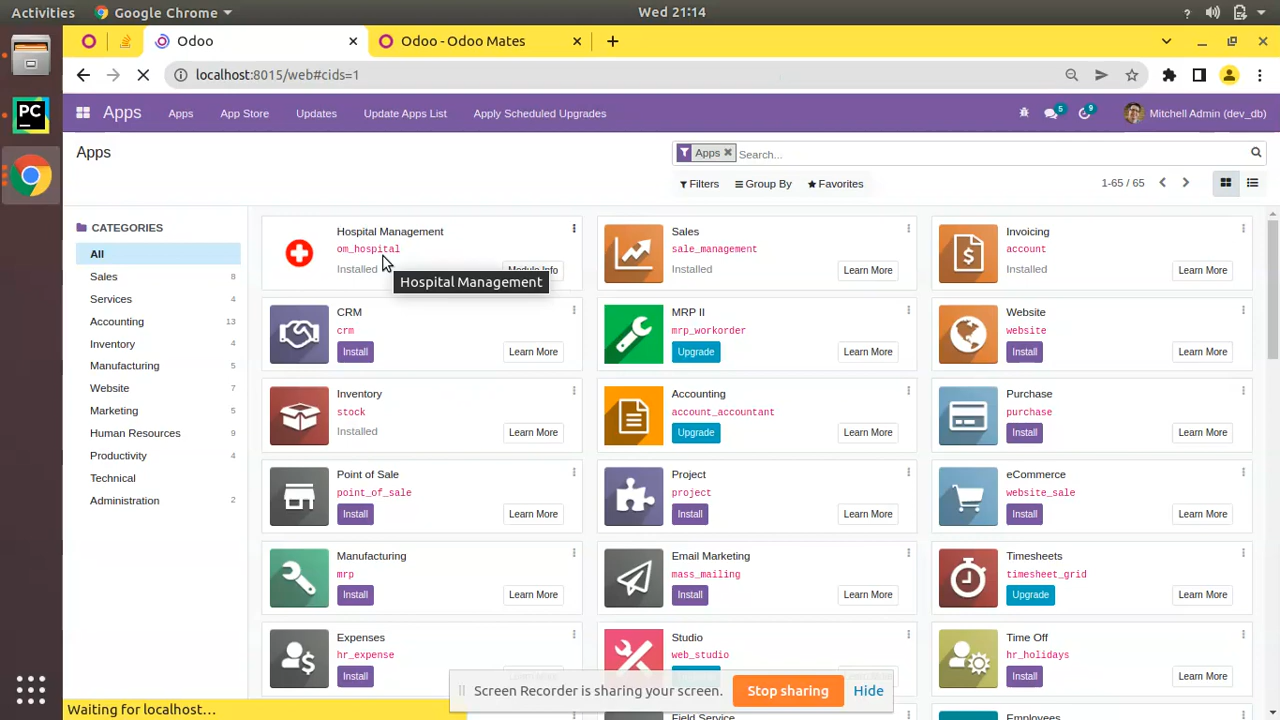 Activities
Google Chrome
Wed 21:14
Odoo
Odoo - Odoo Mates
localhost:8015/web#cids=1
Apps
Apps
App Store
Updates
Update Apps List
Apply Scheduled Upgrades
5
9
Mitchell Admin (dev_db)
Apps
Apps
Search...
Filters
Group By
Favorites
1-65 / 65
CATEGORIES
All
Sales 8
Services 4
Accounting 13
Inventory 4
Manufacturing 5
Website 7
Marketing 5
Human Resources 9
Productivity 4
Technical
Administration 2
Hospital Management
om_hospital
Installed
Module Info
Hospital Management
Sales
sale_management
Installed
Learn More
Invoicing
account
Installed
Learn More
CRM
crm
Install
Learn More
MRP II
mrp_workorder
Upgrade
Learn More
Website
website
Install
Learn More
Inventory
stock
Installed
Learn More
Accounting
account_accountant
Upgrade
Learn More
Purchase
purchase
Install
Learn More
Point of Sale
point_of_sale
Install
Learn More
Project
project
Install
Learn More
eCommerce
website_sale
Install
Learn More
Manufacturing
mrp
Install
Learn More
Email Marketing
mass_mailing
Install
Learn More
Timesheets
timesheet_grid
Upgrade
Learn More
Expenses
hr_expense
Install
Studio
web_studio
Time Off
hr_holidays
Install
Learn More
Screen Recorder is sharing your screen.
Stop sharing
Hide
Field Service
Employees
Waiting for localhost…
PC